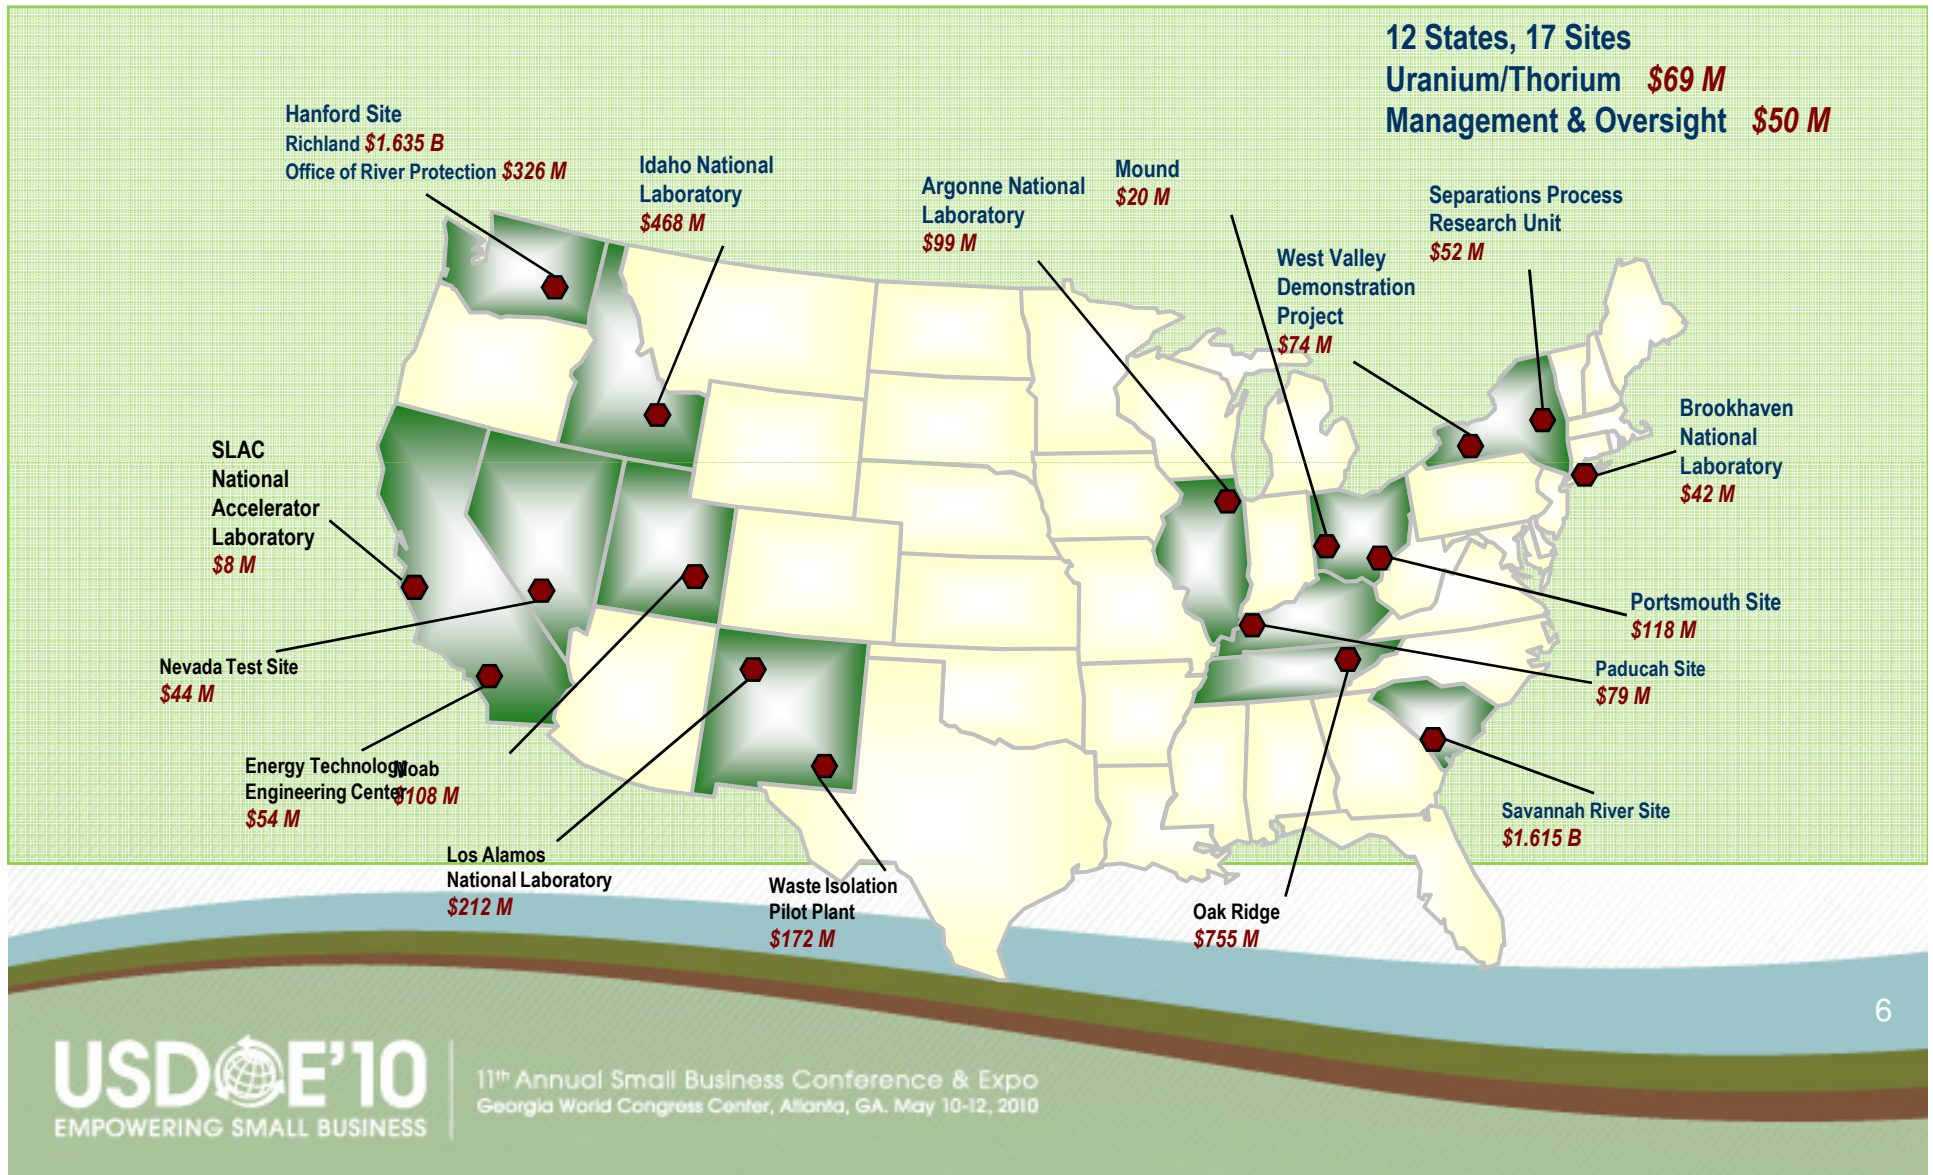 12 States, 17 Sites
Uranium/Thorium $69 M
Management & Oversight $50 M
Hanford Site
Richland $1.635 B
Office of River Protection $326 M
Idaho National
Laboratory
$468 M
Argonne National
Laboratory
$99 M
Mound
$20 M
Separations Process
Research Unit
$52 M
West Valley
Demonstration
Project
$74 M
Brookhaven
National
Laboratory
$42 M
SLAC
National
Accelerator
Laboratory
$8 M
Portsmouth Site
$118 M
Nevada Test Site
$44 M
Paducah Site
$79 M
Energy Technology
Engineering Center
$54 M
Moab
$108 M
Savannah River Site
$1.615 B
Los Alamos
National Laboratory
$212 M
Waste Isolation
Pilot Plant
$172 M
Oak Ridge
$755 M
6
USDOE'10
EMPOWERING SMALL BUSINESS
11th Annual Small Business Conference & Expo
Georgia World Congress Center, Atlanta, GA. May 10-12, 2010